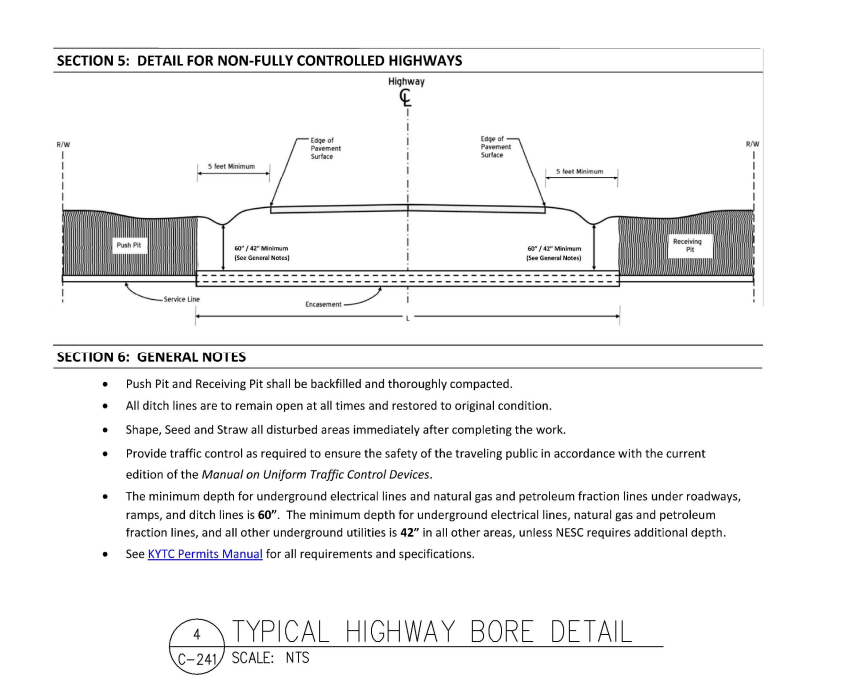 SECTION 5: DETAIL FOR NON-FULLY CONTROLLED HIGHWAYS
Highway
CL
R/W
5 feet Minimum
Edge of
Pavement
Surface
Edge of
Pavement
Surface
5 feet Minimum
R/W
Push Pit
60" / 42" Minimum
(See General Notes)
60" / 42" Minimum
(See General Notes)
Receiving
Pit
Service Line
Encasement
L
SECTION 6: GENERAL NOTES
• Push Pit and Receiving Pit shall be backfilled and thoroughly compacted.
• All ditch lines are to remain open at all times and restored to original condition.
• Shape, Seed and Straw all disturbed areas immediately after completing the work.
• Provide traffic control as required to ensure the safety of the traveling public in accordance with the current
edition of the Manual on Uniform Traffic Control Devices.
• The minimum depth for underground electrical lines and natural gas and petroleum fraction lines under roadways,
ramps, and ditch lines is 60". The minimum depth for underground electrical lines, natural gas and petroleum
fraction lines, and all other underground utilities is 42" in all other areas, unless NESC requires additional depth.
• See KYTC Permits Manual for all requirements and specifications.
4
C-241
TYPICAL HIGHWAY BORE DETAIL
SCALE: NTS